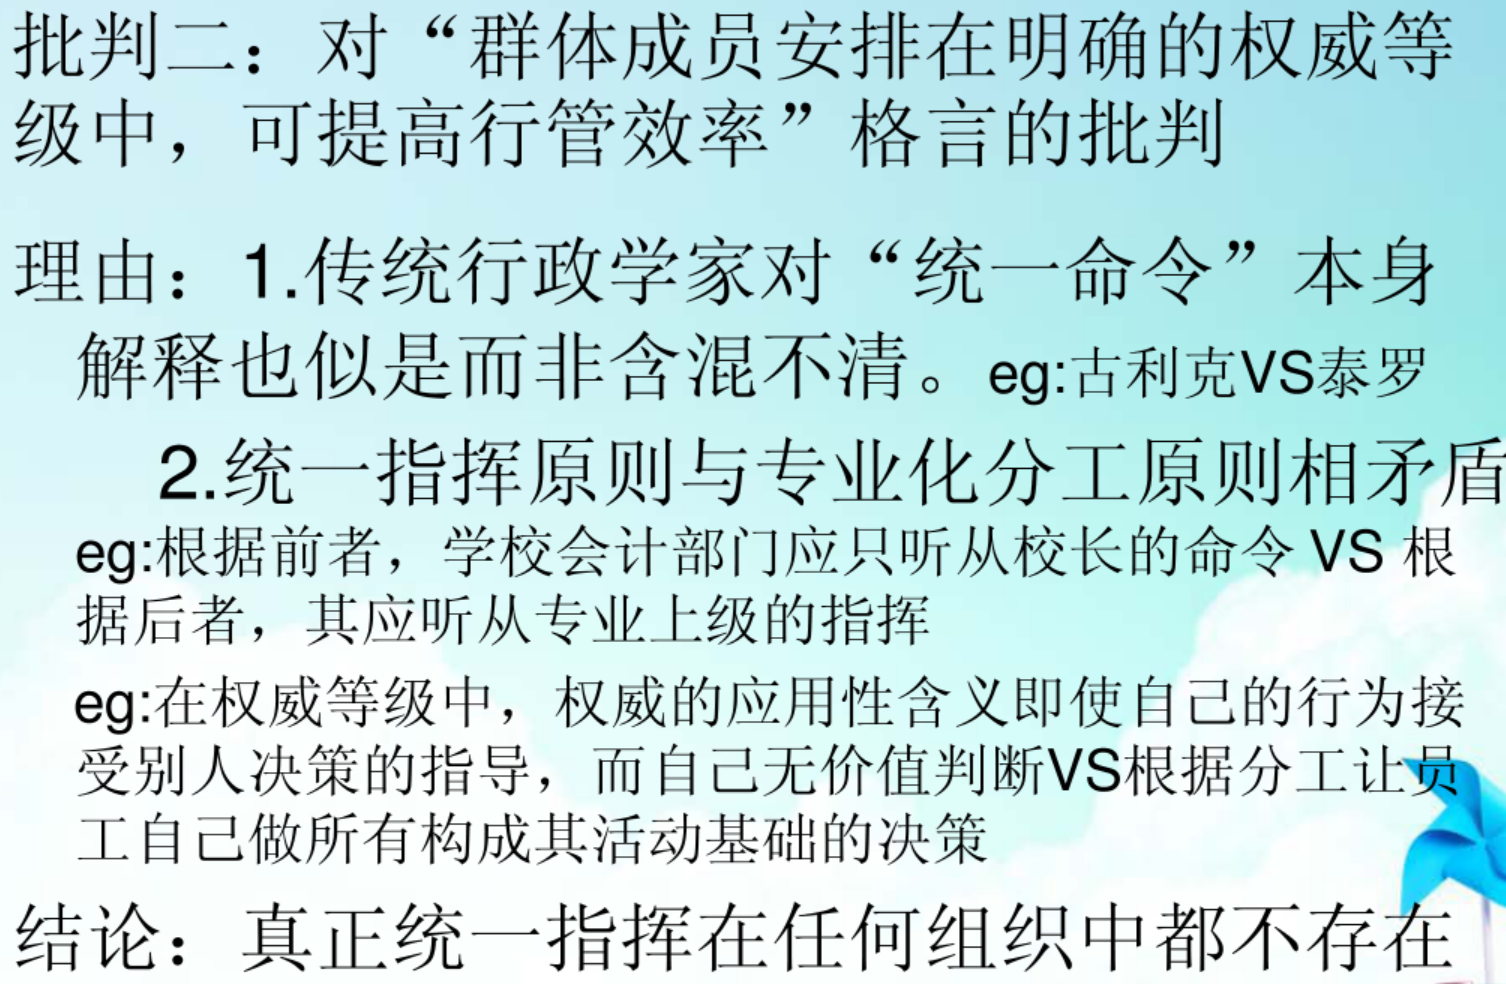 批判二：对“群体成员安排在明确的权威等
级中，可提高行管效率”格言的批判
理由：1.传统行政学家对“统一命令”本身
解释也似是而非含混不清。eg:古利克VS泰罗
2.统一指挥原则与专业化分工原则相矛盾
eg:根据前者，学校会计部门应只听从校长的命令 VS 根
据后者，其应听从专业上级的指挥
eg:在权威等级中，权威的应用性含义即使自己的行为接
受别人决策的指导，而自己无价值判断VS根据分工让员
工自己做所有构成其活动基础的决策
结论：真正统一指挥在任何组织中都不存在